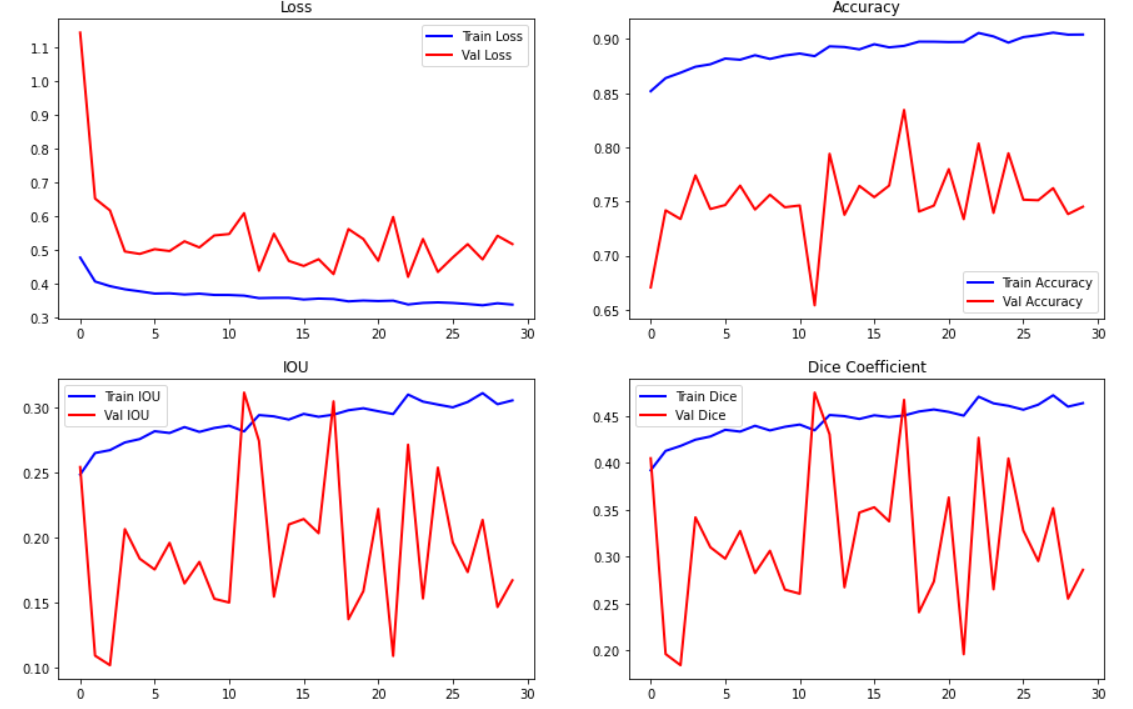 Loss
1.1
1.0
0.9
0.8
0.7
0.6
0.5
0.4
0.3
Train Loss
Val Loss
0 5 10 15 20 25 30
Accuracy
0.90
0.85
0.80
0.75
0.70
0.65
Train Accuracy
Val Accuracy
0 5 10 15 20 25 30
IOU
Train IOU
Val IOU
0.30
0.25
0.20
0.15
0.10
0 5 10 15 20 25 30
Dice Coefficient
Train Dice
Val Dice
0.45
0.40
0.35
0.30
0.25
0.20
0 5 10 15 20 25 30